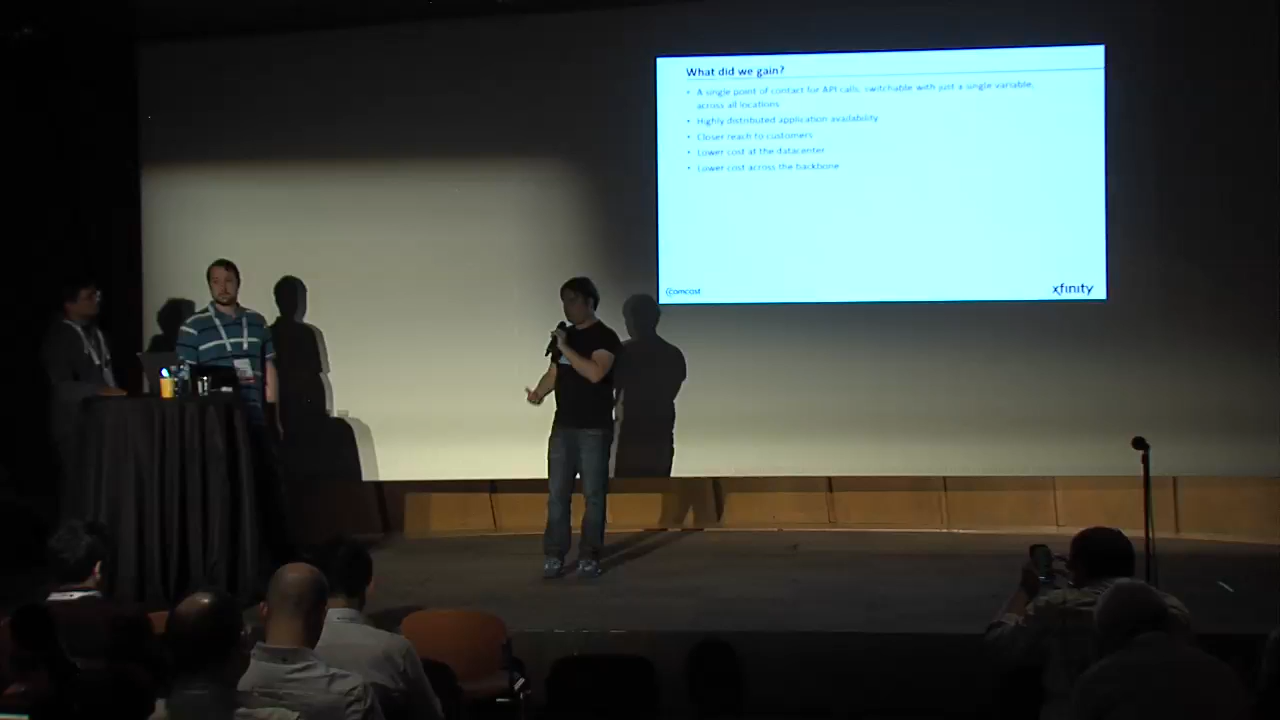 What did we gain?
• A single point of contact for API calls, switchable with just a single variable,
across all locations
• Highly distributed application availability
• Closer reach to customers
• Lower cost at the datacenter
• Lower cost across the backbone
Comcast
xfinity